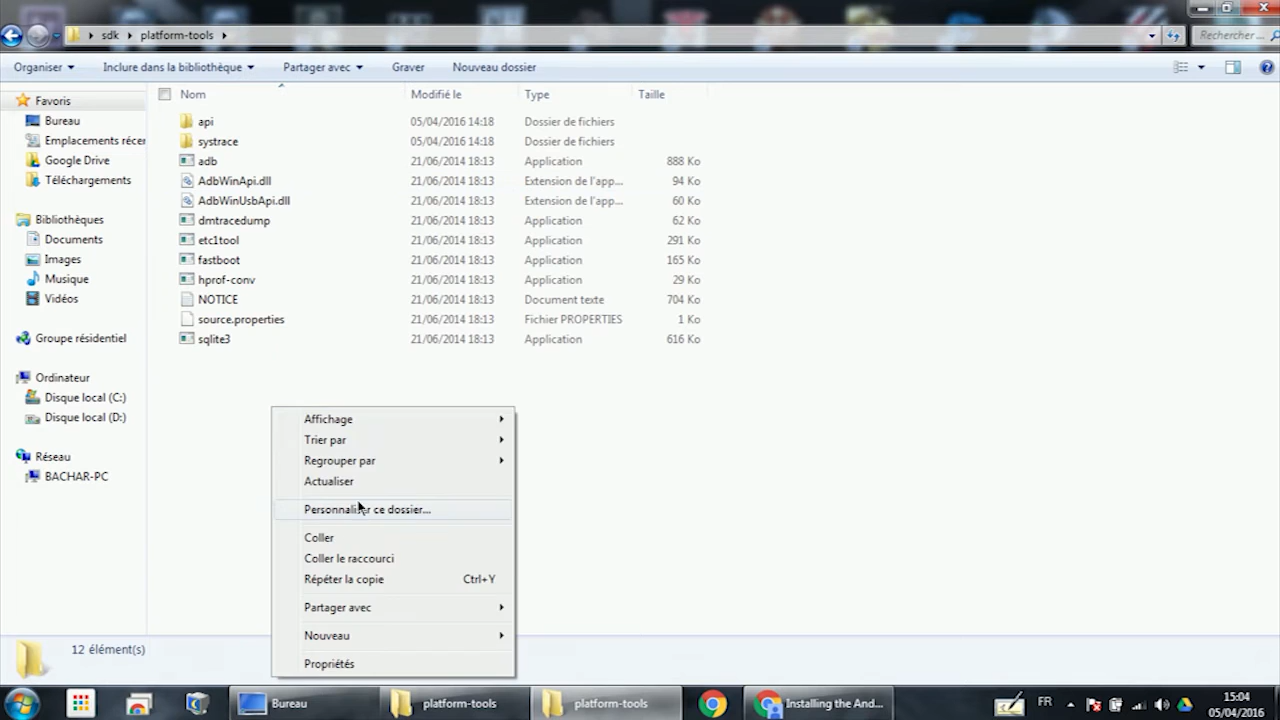 sdk platform-tools
Rechercher ...
Organiser Inclure dans la bibliothèque Partager avec Graver Nouveau dossier
Favoris
Bureau
Emplacements récer
Google Drive
Téléchargements
Bibliothèques
Documents
Images
Musique
Vidéos
Groupe résidentiel
Ordinateur
Disque local (C:)
Disque local (D:)
Réseau
BACHAR-PC
Nom Modifié le Type Taille
api 05/04/2016 14:18 Dossier de fichiers
systrace 05/04/2016 14:18 Dossier de fichiers
adb 21/06/2014 18:13 Application 888 Ko
AdbWinApi.dll 21/06/2014 18:13 Extension de l'app... 94 Ko
AdbWinUsbApi.dll 21/06/2014 18:13 Extension de l'app... 60 Ko
dmtracedump 21/06/2014 18:13 Application 62 Ko
etc1tool 21/06/2014 18:13 Application 291 Ko
fastboot 21/06/2014 18:13 Application 165 Ko
hprof-conv 21/06/2014 18:13 Application 29 Ko
NOTICE 21/06/2014 18:13 Document texte 704 Ko
source.properties 21/06/2014 18:13 Fichier PROPERTIES 1 Ko
sqlite3 21/06/2014 18:13 Application 616 Ko
Affichage
Trier par
Regrouper par
Actualiser
Personnaliser ce dossier...
Coller
Coller le raccourci
Répéter la copie Ctrl+Y
Partager avec
Nouveau
Propriétés
12 élément(s)
Bureau platform-tools platform-tools Installing the And... FR 15:04
05/04/2016